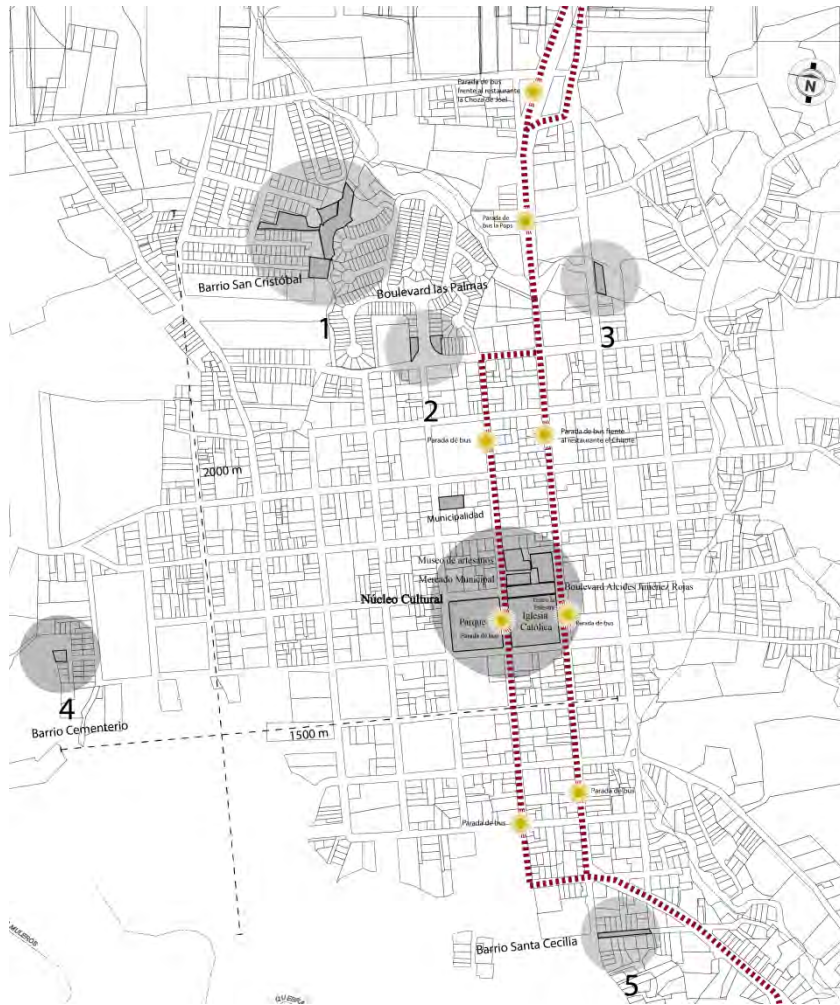 Parada de bus
frente al restaurante
la Choza de Joel
N
Parada de
bus la Pops
Barrio San Cristóbal
Boulevard las Palmas
1
3
2
Parada de bus
Parada de bus frente
al restaurante el Chilote
2000 m
Municipalidad
Museo de artesanos
Mercado Municipal
Boulevard Alcides Jiménez Rojas
Núcleo Cultural
Parque
Parada de bus
Iglesia
Católica
Parada de bus
4
Barrio Cementerio
1500 m
Parada de bus
Parada de bus
Barrio Santa Cecilia
5
MULEROS